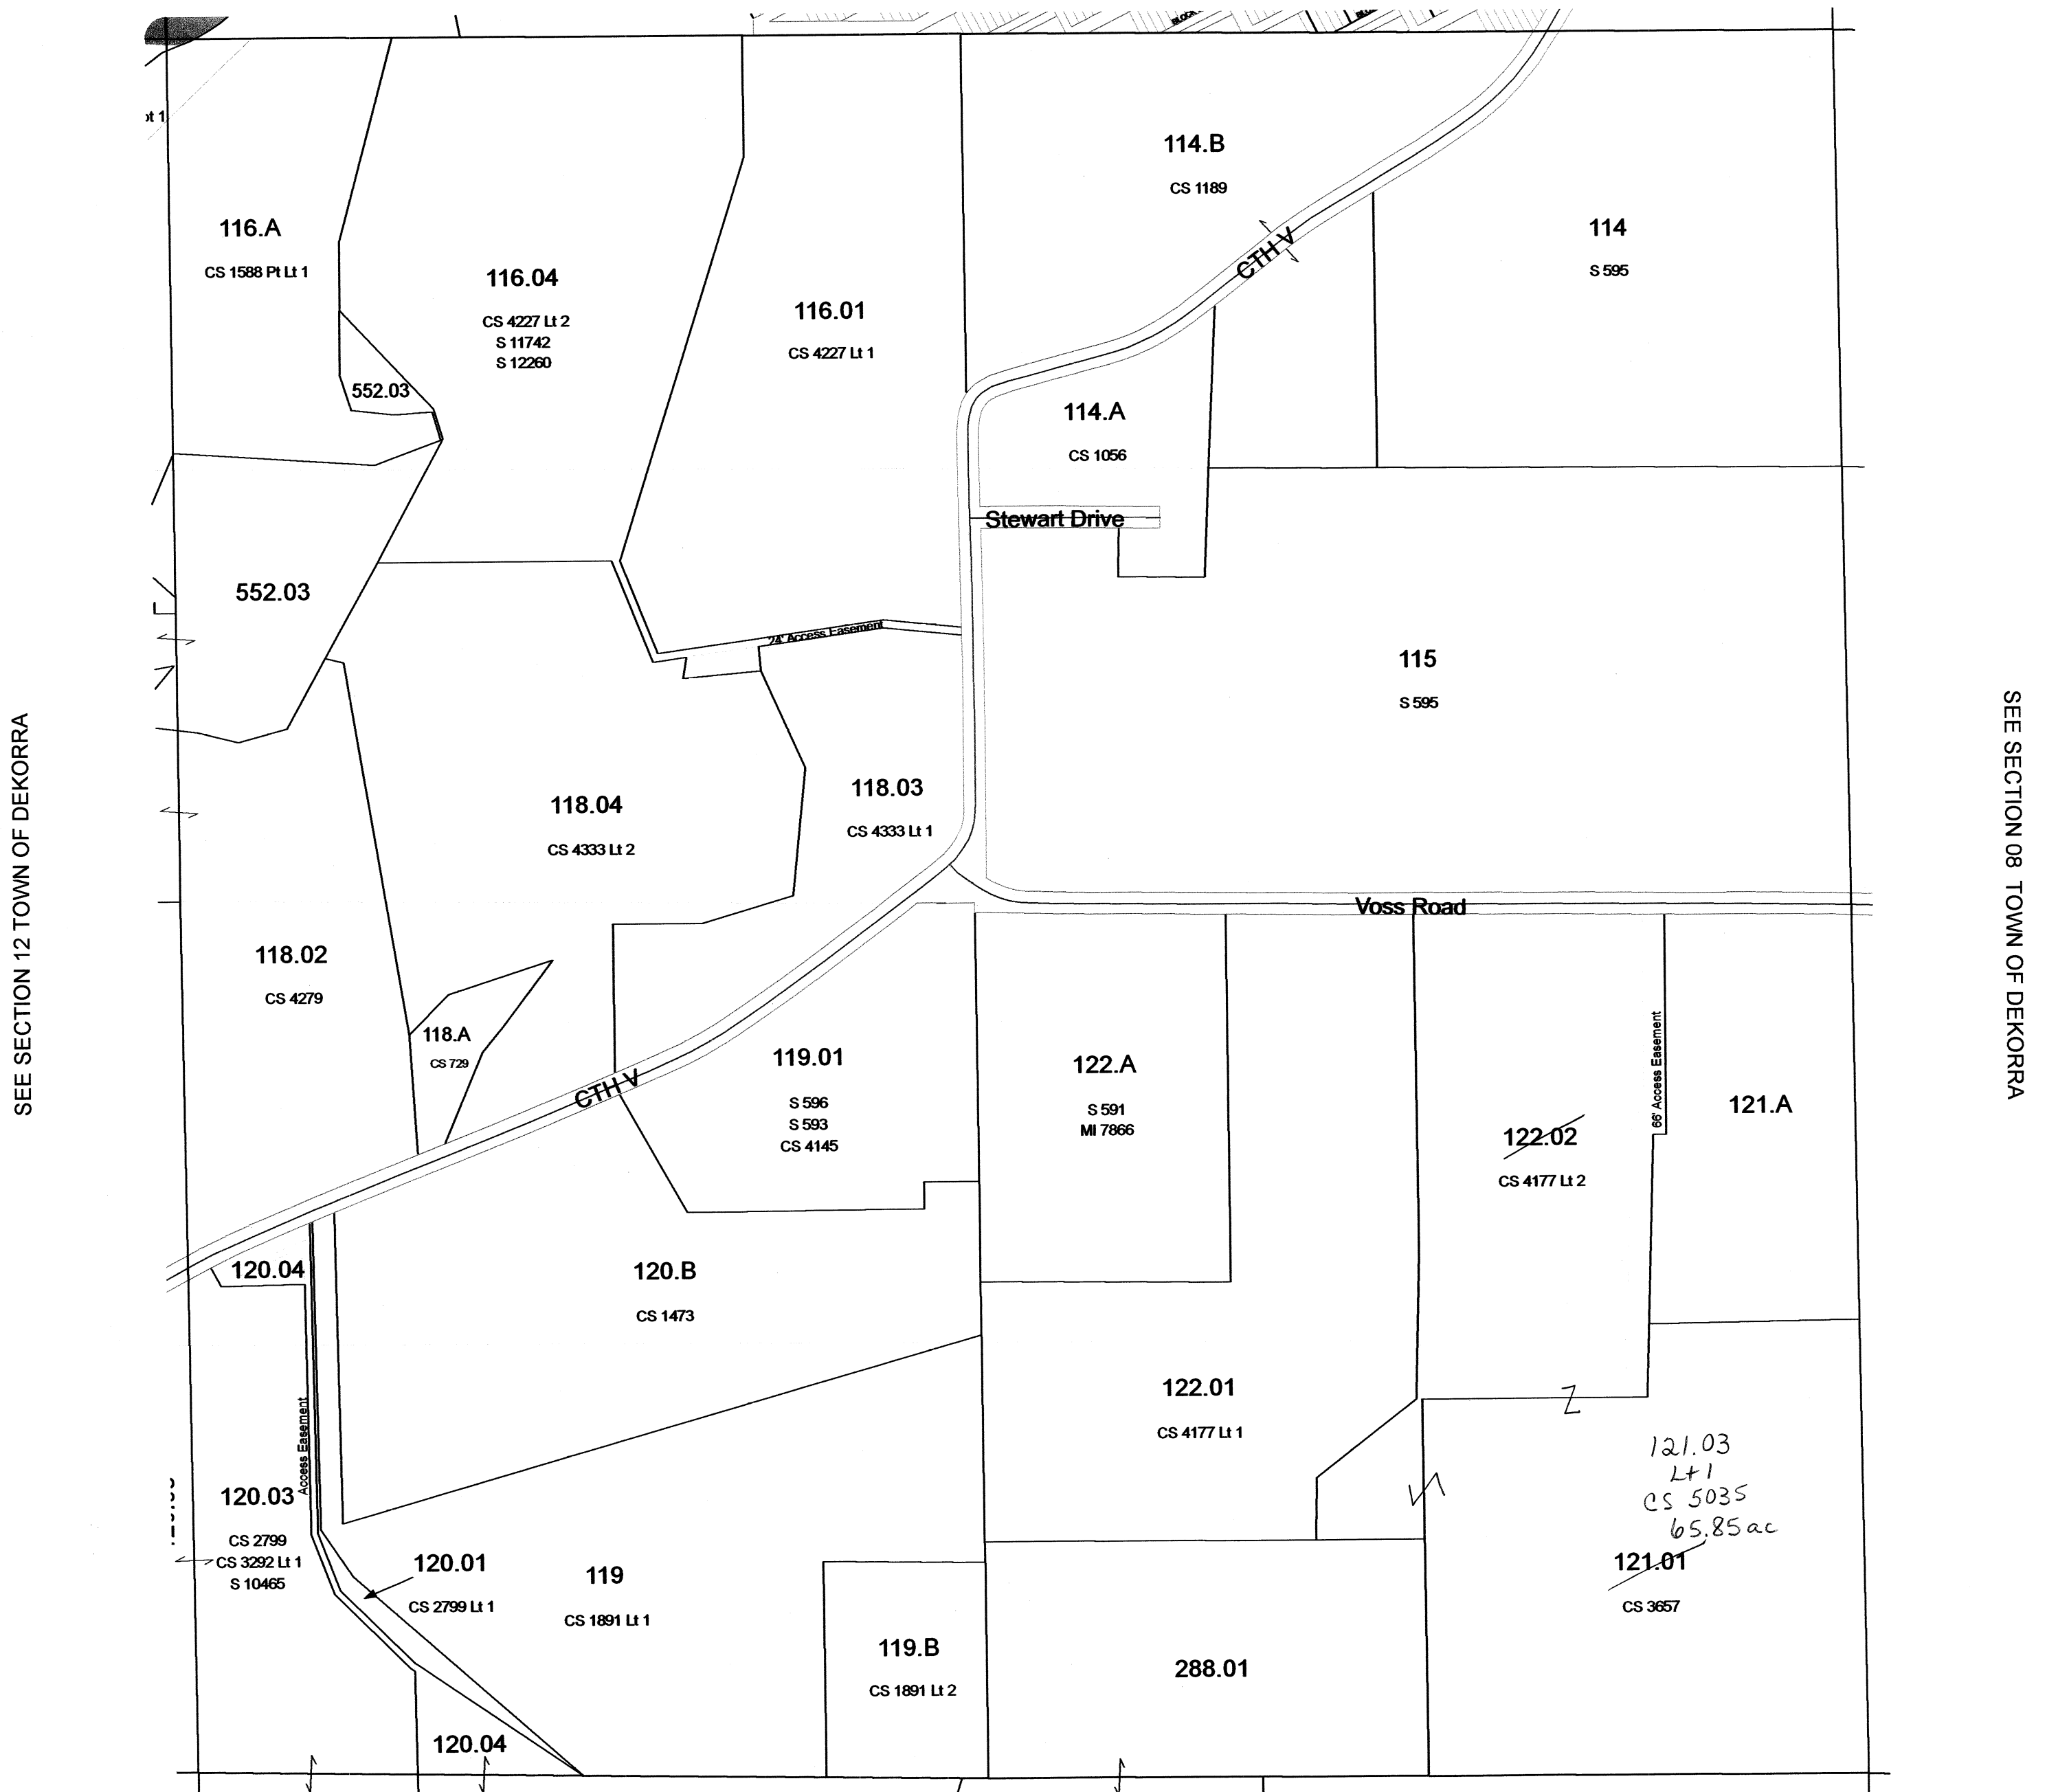 114.B
CS 1189
116.A
CS 1588 Pt Lt 1
116.04
CS 4227 Lt 2
S 11742
S 12260
116.01
CS 4227 Lt 1
CTH V
114
S 595
552.03
114.A
CS 1056
Stewart Drive
552.03
24' Access Easement
115
S 595
118.04
CS 4333 Lt 2
118.03
CS 4333 Lt 1
SEE SECTION 12 TOWN OF DEKORRA
SEE SECTION 08 TOWN OF DEKORRA
Voss Road
118.02
CS 4279
118.A
CS 729
CTH V
119.01
S 596
S 593
CS 4145
122.A
S 591
MI 7866
66' Access Easement
122.02
CS 4177 Lt 2
121.A
120.04
120.B
CS 1473
122.01
CS 4177 Lt 1
121.03
Lt 1
CS 5035
65.85 ac
121.01
CS 3657
Access Easement
120.03
CS 2799
CS 3292 Lt 1
S 10465
120.01
CS 2799 Lt 1
119
CS 1891 Lt 1
119.B
CS 1891 Lt 2
288.01
120.04